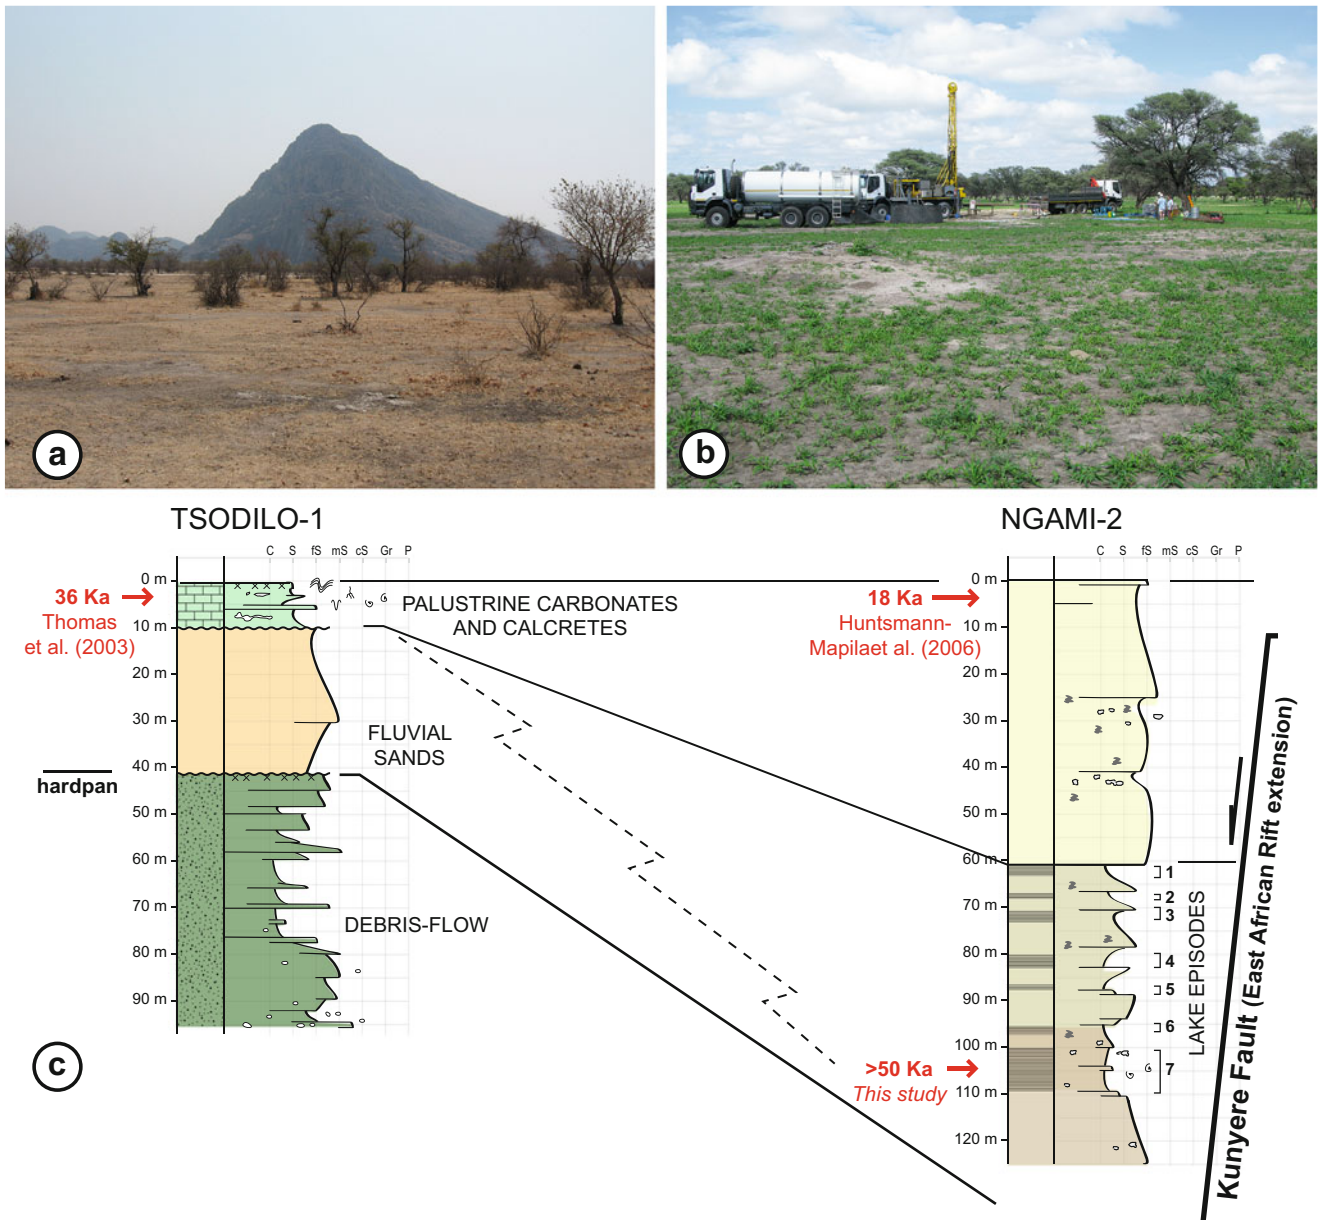 a
b
TSODILO-1
NGAMI-2
C S fS mS cS Gr P
C S fS mS cS Gr P
0 m
10 m
20 m
30 m
40 m
50 m
60 m
70 m
80 m
90 m
36 Ka
Thomas
et al. (2003)
hardpan
PALUSTRINE CARBONATES
AND CALCRETES
FLUVIAL
SANDS
DEBRIS-FLOW
c
0 m
10 m
20 m
30 m
40 m
50 m
60 m
70 m
80 m
90 m
100 m
110 m
120 m
18 Ka
Huntsmann-
Mapilaet al. (2006)
>50 Ka
This study
1
2
3
4
5
6
7
LAKE EPISODES
Kunyere Fault (East African Rift extension)